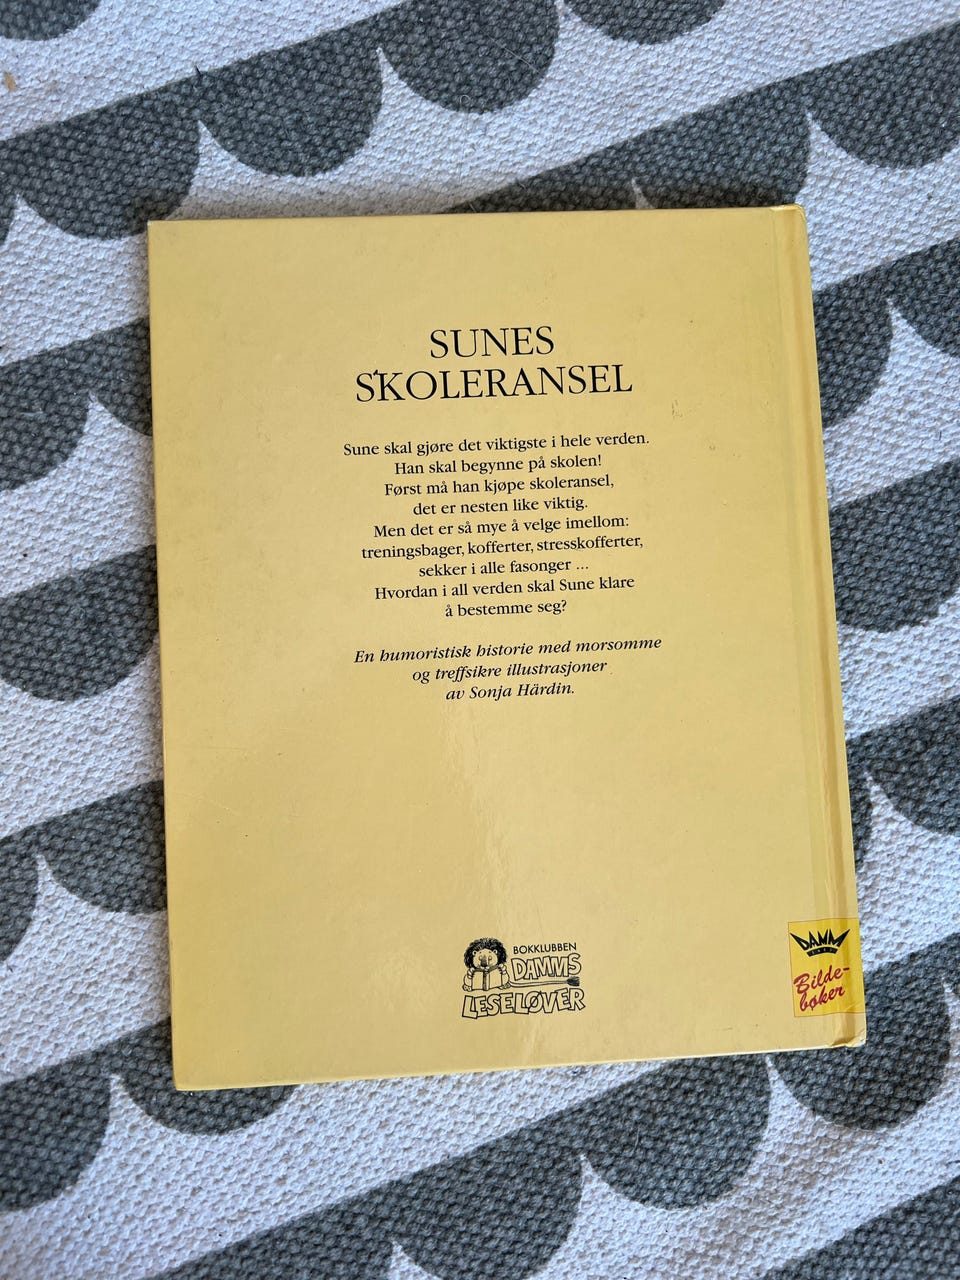 SUNES
SKOLERANSEL
Sune skal gjøre det viktigste i hele verden.
Han skal begynne på skolen!
Først må han kjøpe skoleransel,
det er nesten like viktig.
Men det er så mye å velge imellom:
treningsbager, kofferter, stresskofferter,
sekker i alle fasonger ...
Hvordan i all verden skal Sune klare
å bestemme seg?
En humoristisk historie med morsomme
og treffsikre illustrasjoner
av Sonja Härdin.
BOKKLUBBEN
DAMMS
LESELØVER
DAMM
Bilde-
bøker